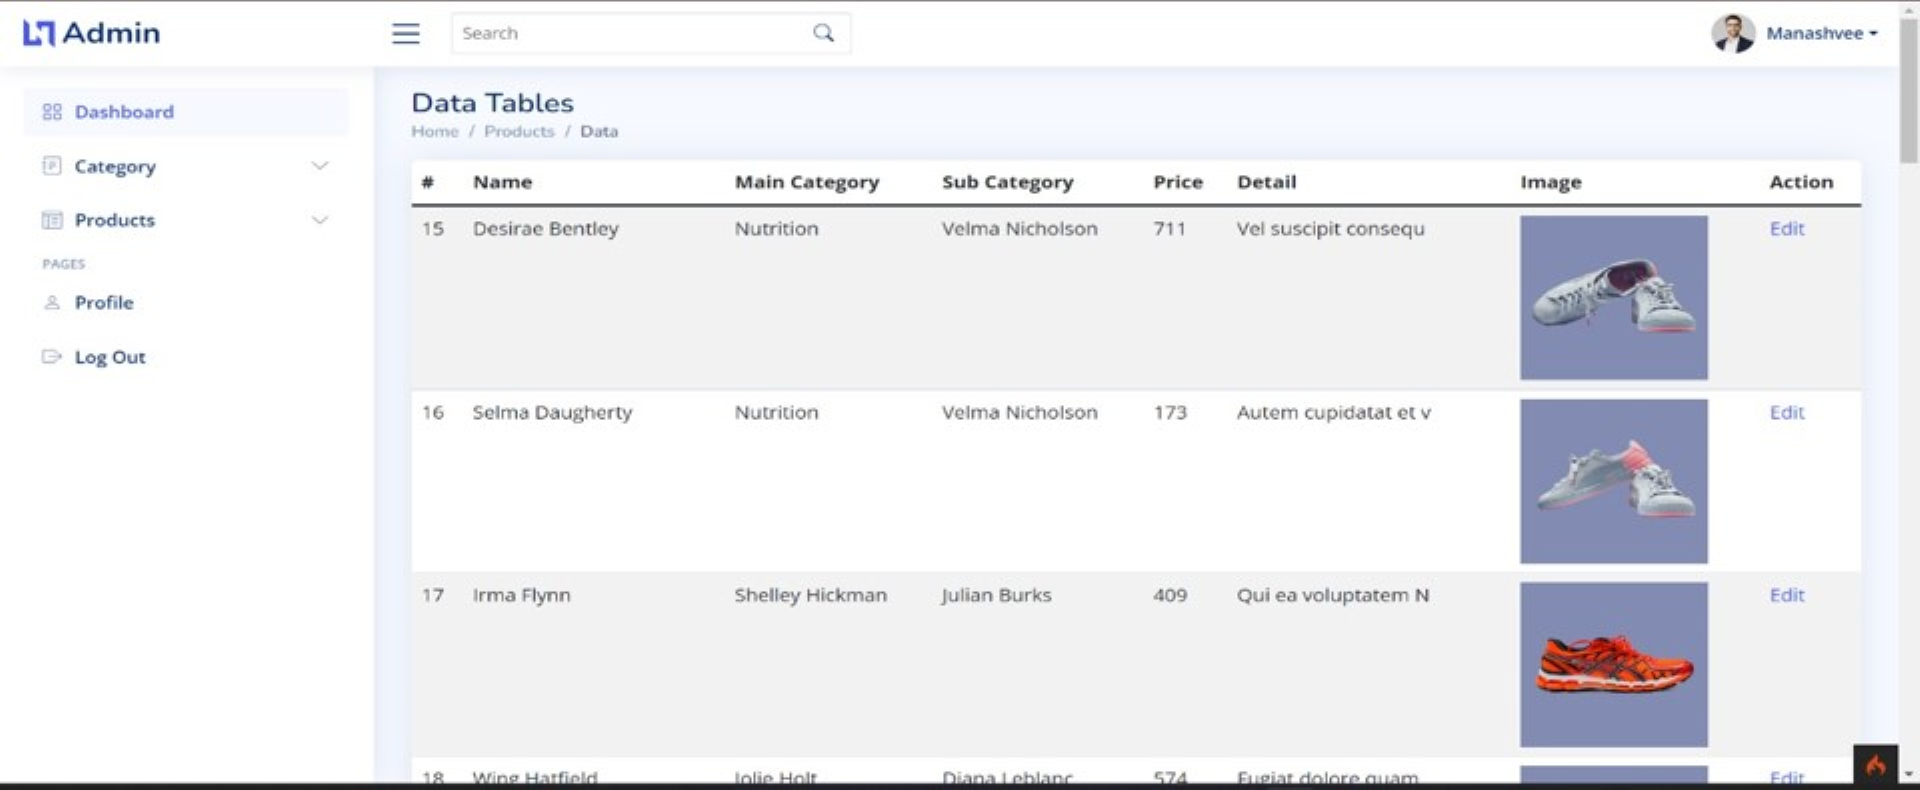 Admin
Search
Manashvee
Dashboard
Category
Products
PAGES
Profile
Log Out
Data Tables
Home / Products / Data
# Name Main Category Sub Category Price Detail Image Action
15 Desirae Bentley Nutrition Velma Nicholson 711 Vel suscipit consequ Edit
16 Selma Daugherty Nutrition Velma Nicholson 173 Autem cupidatat et v Edit
17 Irma Flynn Shelley Hickman Julian Burks 409 Qui ea voluptatem N Edit
18 Wing Hatfield Jolie Holt Diana Leblanc 574 Fugiat dolore quam Edit